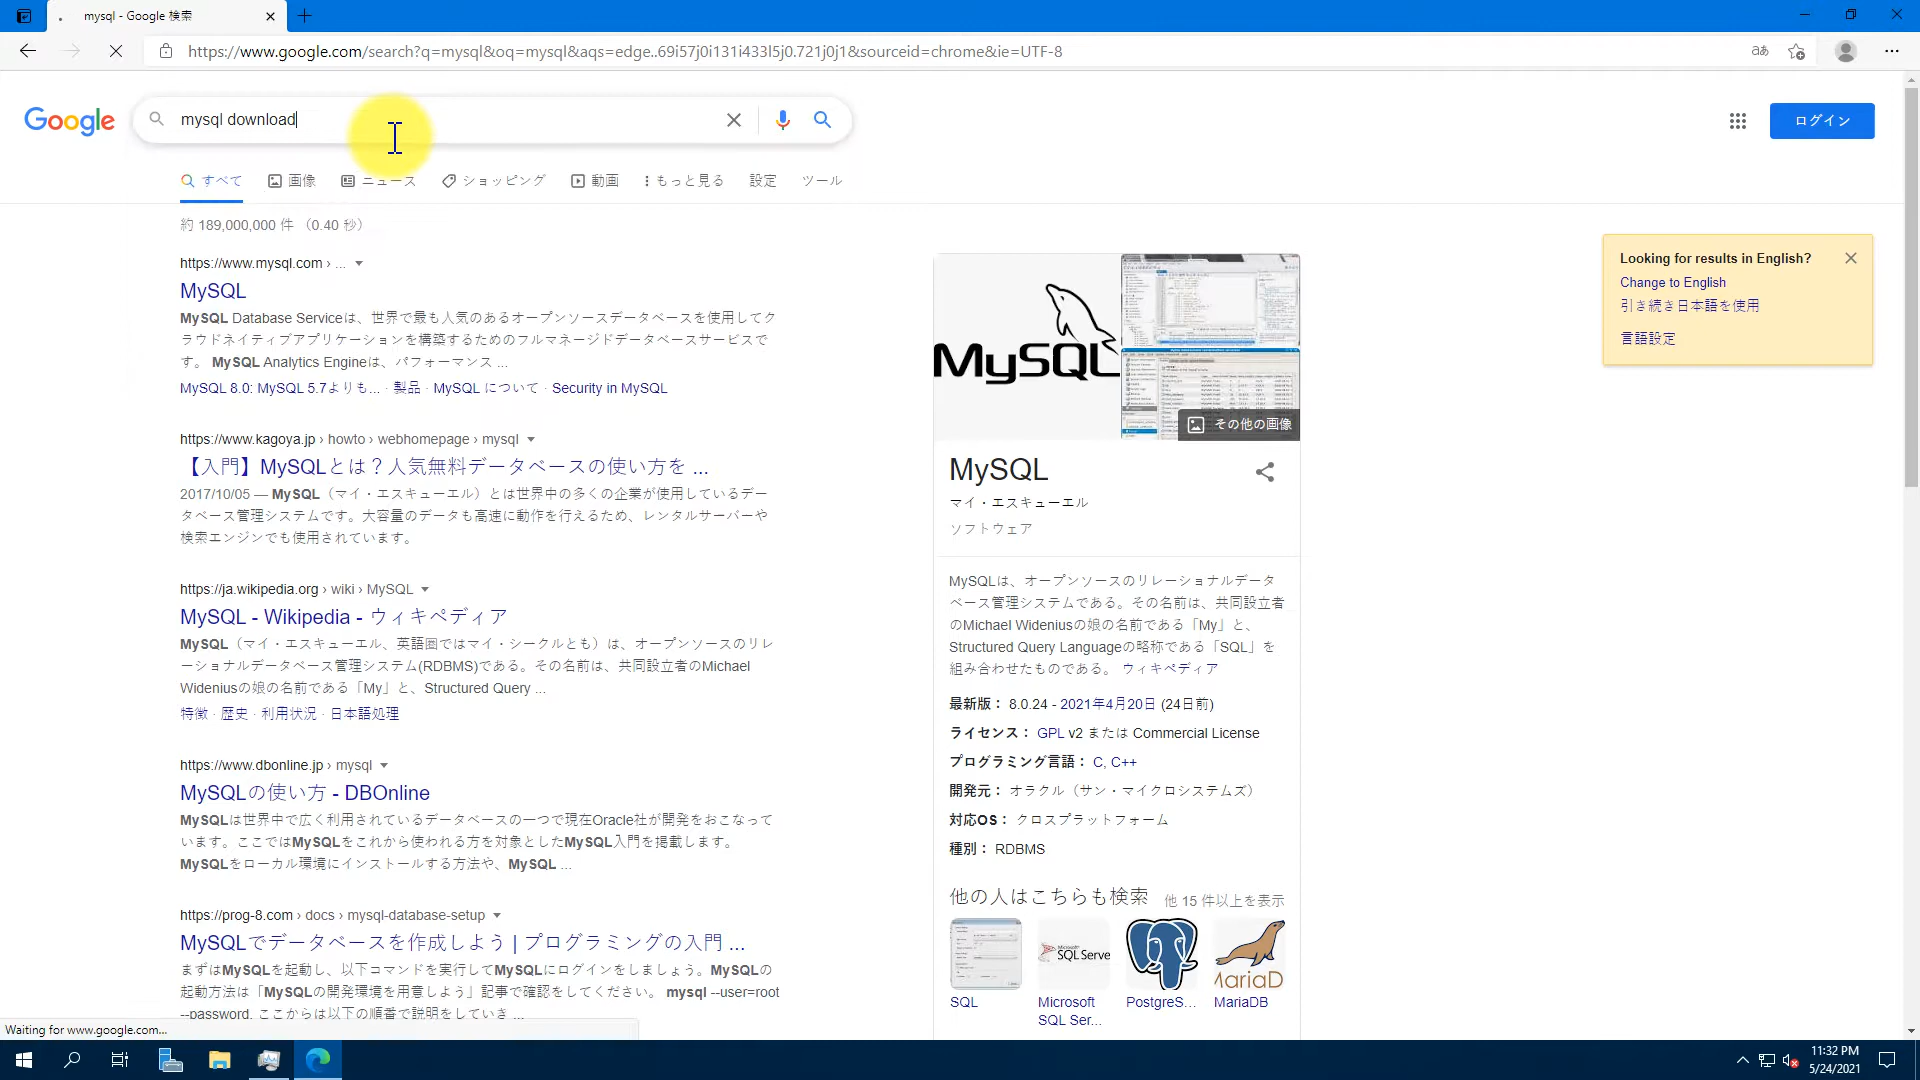 mysql - Google 検索
https://www.google.com/search?q=mysql&oq=mysql&aqs=edge..69i57j0i131i433l5j0.721j0j1&sourceid=chrome&ie=UTF-8
Google
mysql download
ログイン
すべて
画像
ニュース
ショッピング
動画
もっと見る
設定
ツール
約 189,000,000 件 （0.40 秒）
https://www.mysql.com › ...
MySQL
MySQL Database Serviceは、世界で最も人気のあるオープンソースデータベースを使用してク
ラウドネイティブアプリケーションを構築するためのフルマネージドデータベースサービスで
す。 MySQL Analytics Engineは、パフォーマンス ...
MySQL 8.0: MySQL 5.7よりも... · 製品 · MySQL について · Security in MySQL
https://www.kagoya.jp › howto › webhomepage › mysql
【入門】MySQLとは？人気無料データベースの使い方を ...
2017/10/05 — MySQL（マイ・エスキューエル）とは世界中の多くの企業が使用しているデー
タベース管理システムです。大容量のデータも高速に動作を行えるため、レンタルサーバーや
検索エンジンでも使用されています。
https://ja.wikipedia.org › wiki › MySQL
MySQL - Wikipedia - ウィキペディア
MySQL（マイ・エスキューエル、英語圏ではマイ・シークルとも）は、オープンソースのリレ
ーショナルデータベース管理システム(RDBMS)である。その名前は、共同設立者のMichael
Wideniusの娘の名前である「My」と、Structured Query ...
特徴 · 歴史 · 利用状況 · 日本語処理
https://www.dbonline.jp › mysql
MySQLの使い方 - DBOnline
MySQLは世界中で広く利用されているデータベースの一つで現在Oracle社が開発をおこなって
います。ここではMySQLをこれから使われる方を対象としたMySQL入門を掲載します。
MySQLをローカル環境にインストールする方法や、MySQL ...
https://prog-8.com › docs › mysql-database-setup
MySQLでデータベースを作成しよう | プログラミングの入門 ...
まずはMySQLを起動し、以下コマンドを実行してMySQLにログインをしましょう。MySQLの
起動方法は「MySQLの開発環境を用意しよう」記事で確認をしてください。 mysql --user=root
--password. ここからは以下の順番で説明をしていき ...
MySQL
その他の画像
MySQL
マイ・エスキューエル
ソフトウェア
MySQLは、オープンソースのリレーショナルデータ
ベース管理システムである。その名前は、共同設立者
のMichael Wideniusの娘の名前である「My」と、
Structured Query Languageの略称である「SQL」を
組み合わせたものである。 ウィキペディア
最新版： 8.0.24 - 2021年4月20日 (24日前)
ライセンス： GPL v2 または Commercial License
プログラミング言語： C, C++
開発元： オラクル（サン・マイクロシステムズ）
対応OS： クロスプラットフォーム
種別： RDBMS
他の人はこちらも検索
他 15 件以上を表示
Microsoft
SQL Serve
MariaD
SQL
Microsoft
SQL Ser...
PostgreS...
MariaDB
Looking for results in English?
Change to English
引き続き日本語を使用
言語設定
Waiting for www.google.com...
11:32 PM
5/24/2021